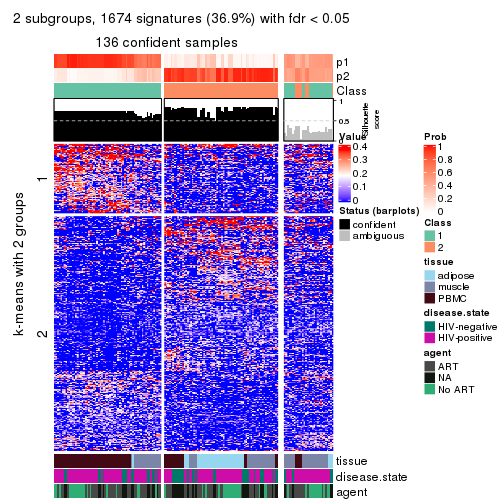 2 subgroups, 1674 signatures (36.9%) with fdr < 0.05
136 confident samples
p1
p2
Class
1
0.5
0
Silhouette
score
k-means with 2 groups
1
2
Value
0.4
0.3
0.2
0.1
0
Status (barplots)
confident
ambiguous
Prob
1
0.8
0.6
0.4
0.2
0
Class
1
2
tissue
adipose
muscle
PBMC
disease.state
HIV-negative
HIV-positive
agent
ART
NA
No ART
tissue
disease.state
agent